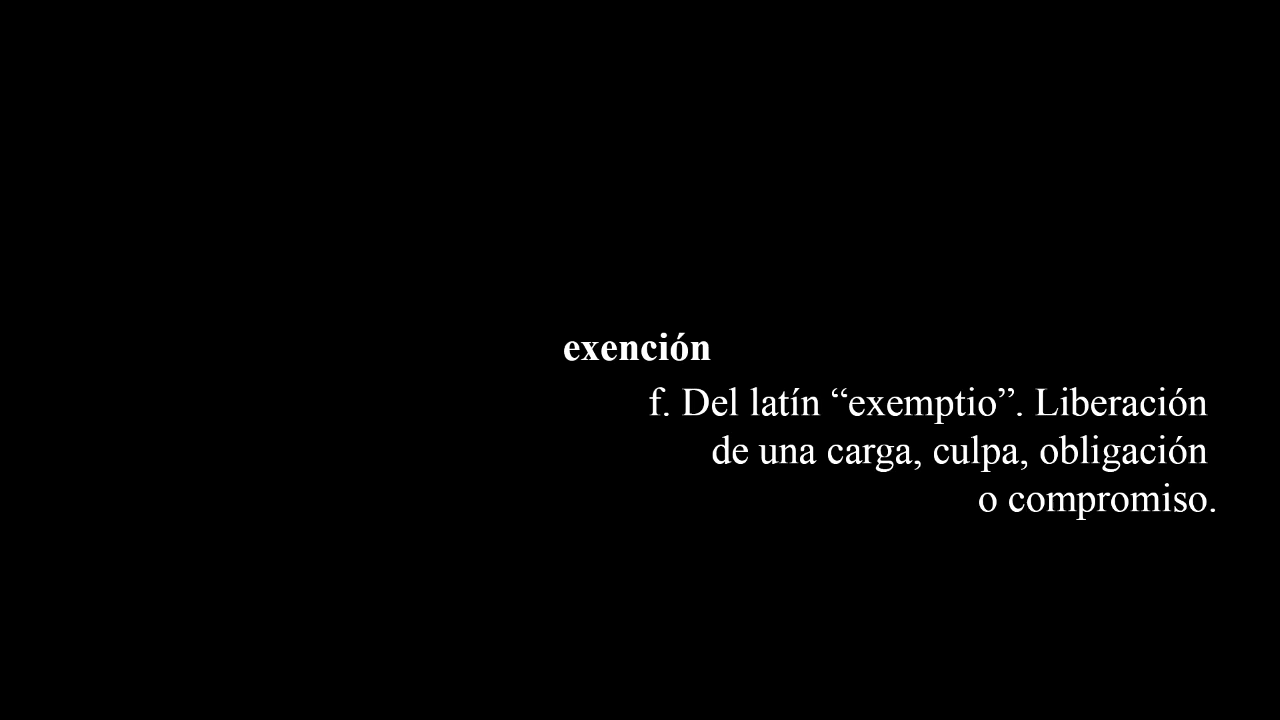 exención
f. Del latín “exemptio”. Liberación
de una carga, culpa, obligación
o compromiso.